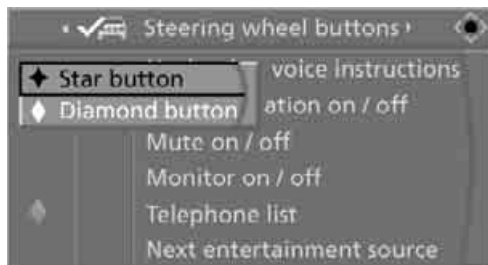 Steering wheel buttons
voice instructions
Star button
Diamond button
ation on / off
Mute on / off
Monitor on / off
Telephone list
Next entertainment source